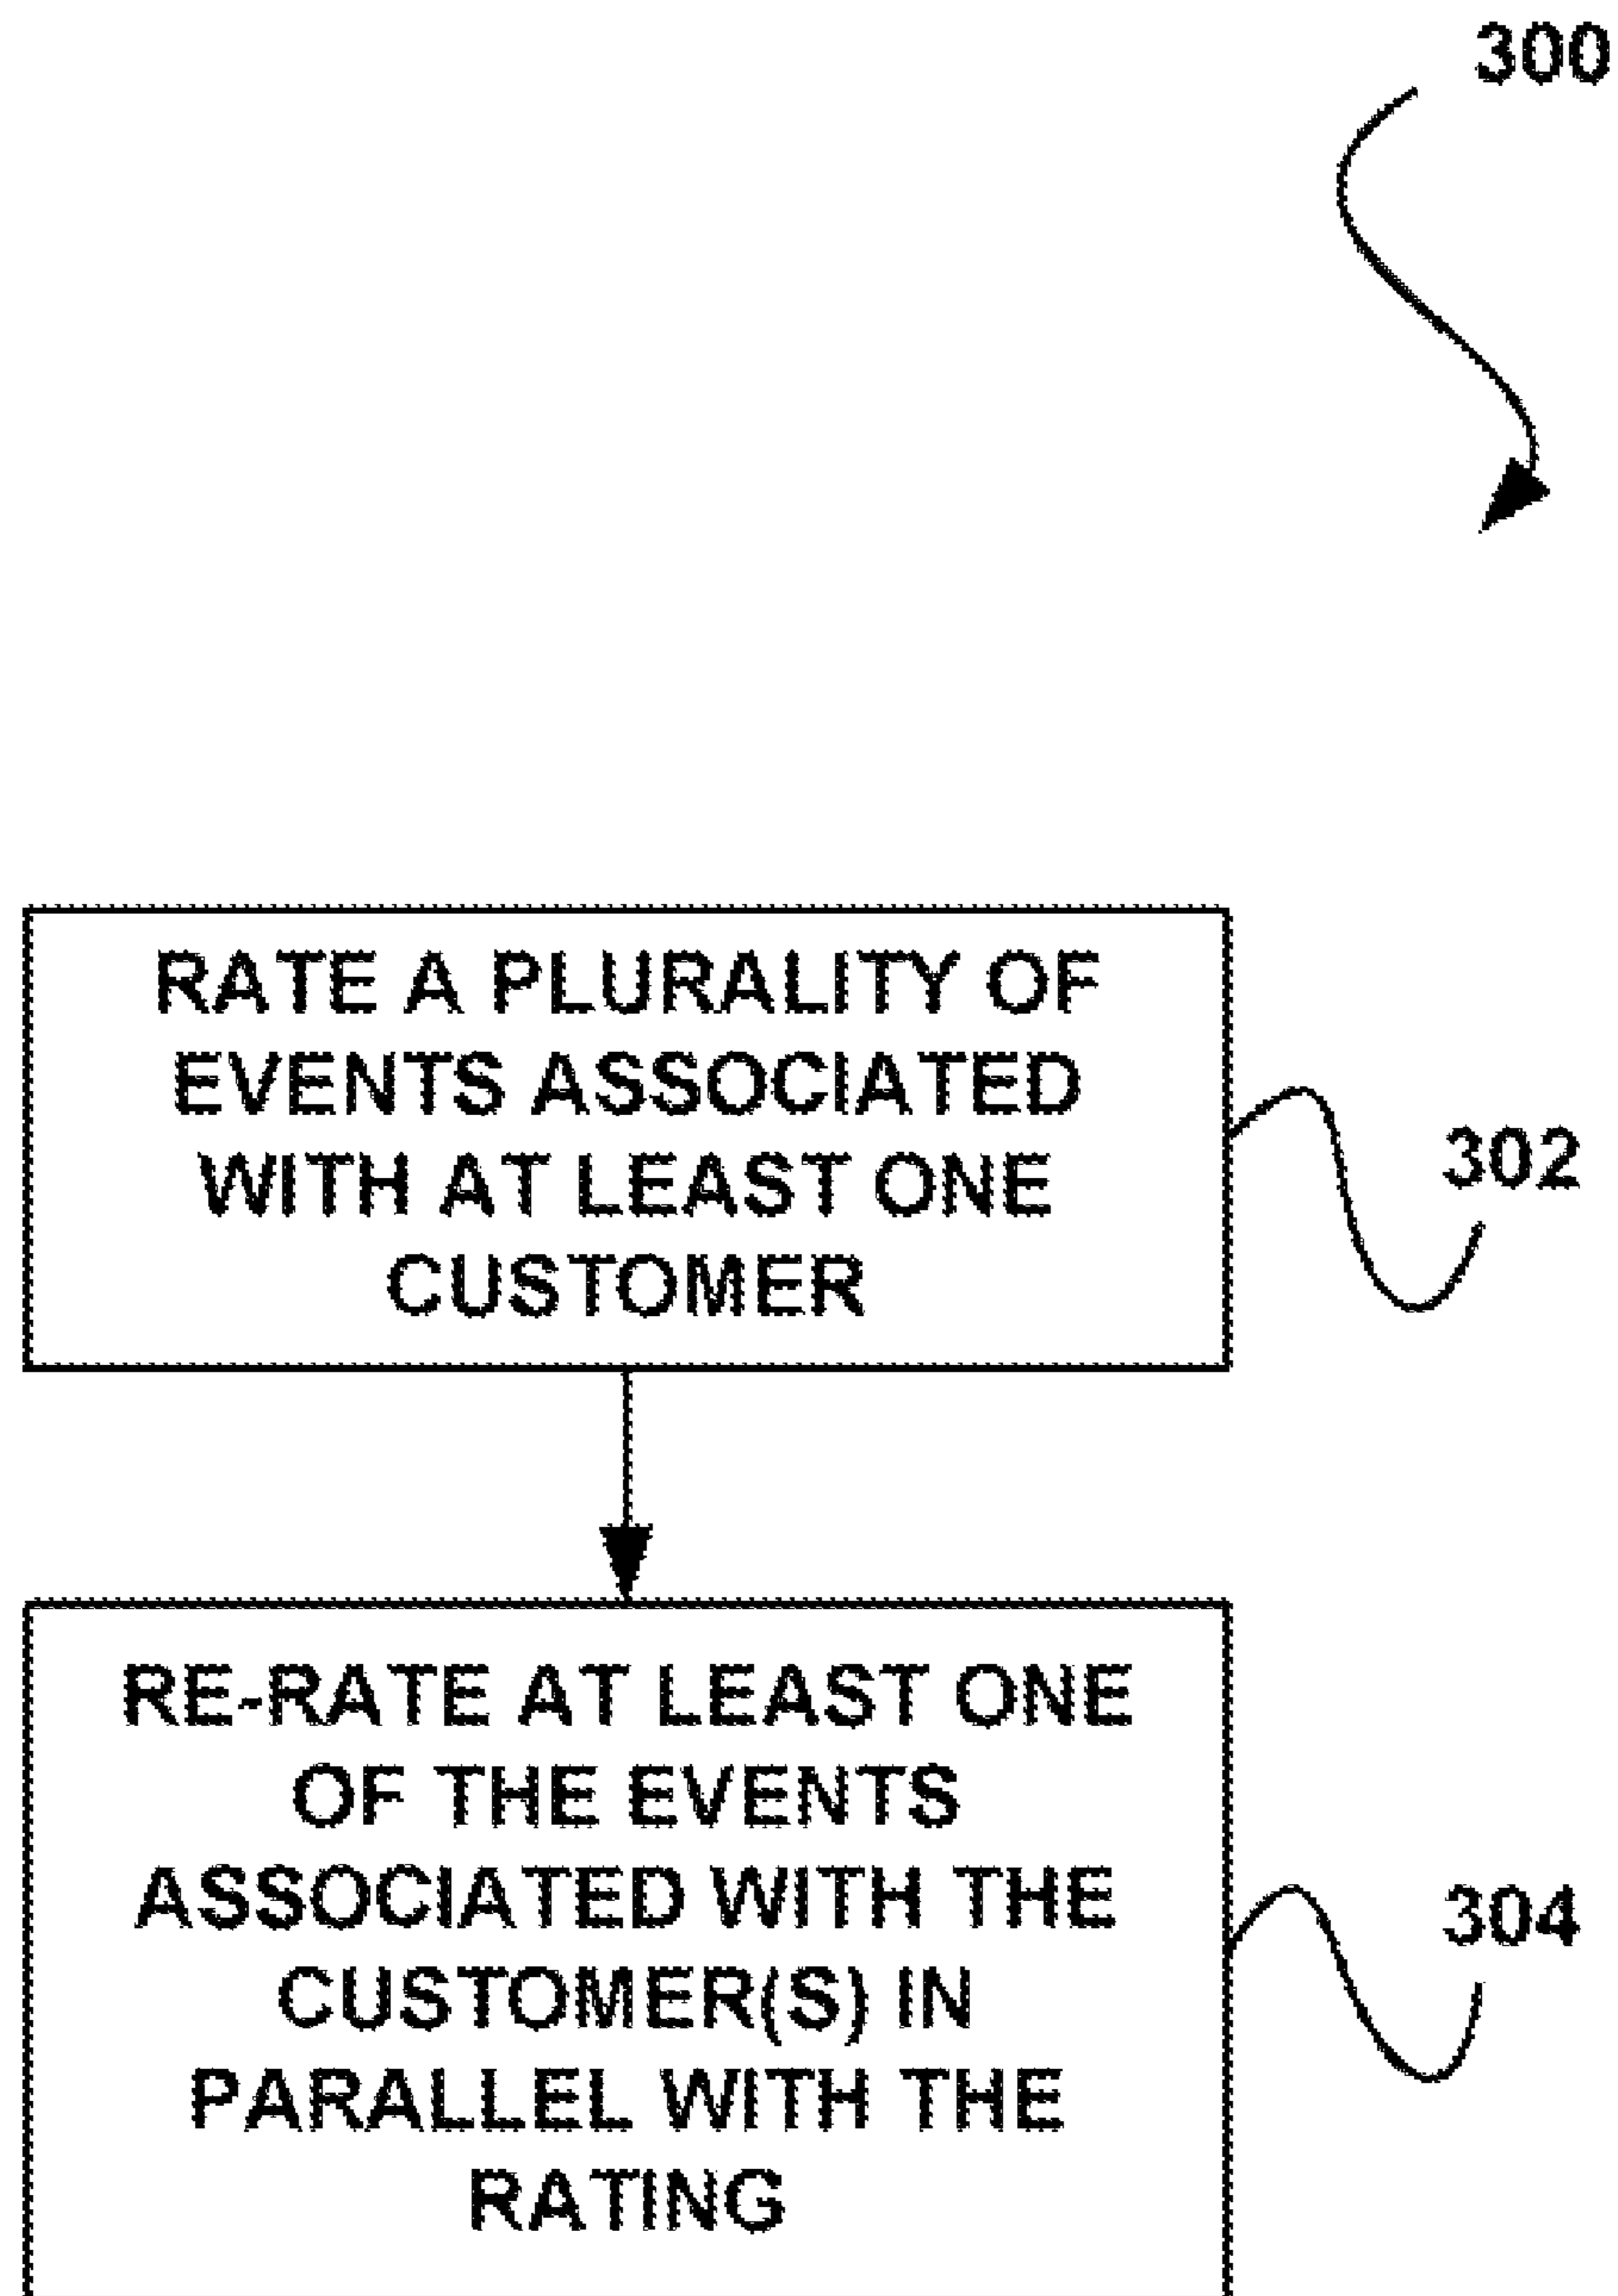 300
RATE A PLURALITY OF
EVENTS ASSOCIATED
WITH AT LEAST ONE
CUSTOMER
302
RE-RATE AT LEAST ONE
OF THE EVENTS
ASSOCIATED WITH THE
CUSTOMER(S) IN
PARALLEL WITH THE
RATING
304